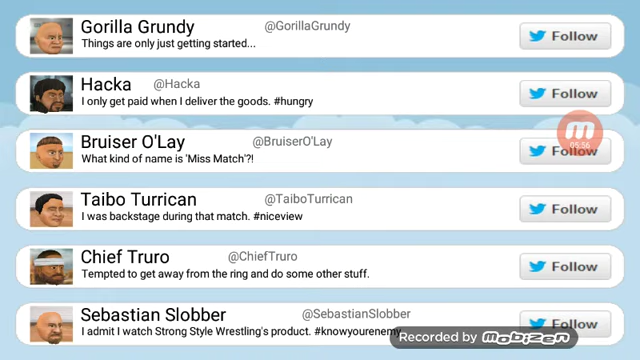 Gorilla Grundy @GorillaGrundy
Things are only just getting started...
Follow
Hacka @Hacka
I only get paid when I deliver the goods. #hungry
Follow
Bruiser O'Lay @BruiserO'Lay
What kind of name is 'Miss Match'?!
Follow
05:56
Taibo Turrican @TaiboTurrican
I was backstage during that match. #niceview
Follow
Chief Truro @ChiefTruro
Tempted to get away from the ring and do some other stuff.
Follow
Sebastian Slobber @SebastianSlobber
I admit I watch Strong Style Wrestling's product. #knowyourenemy
Follow
Recorded by Mobizen